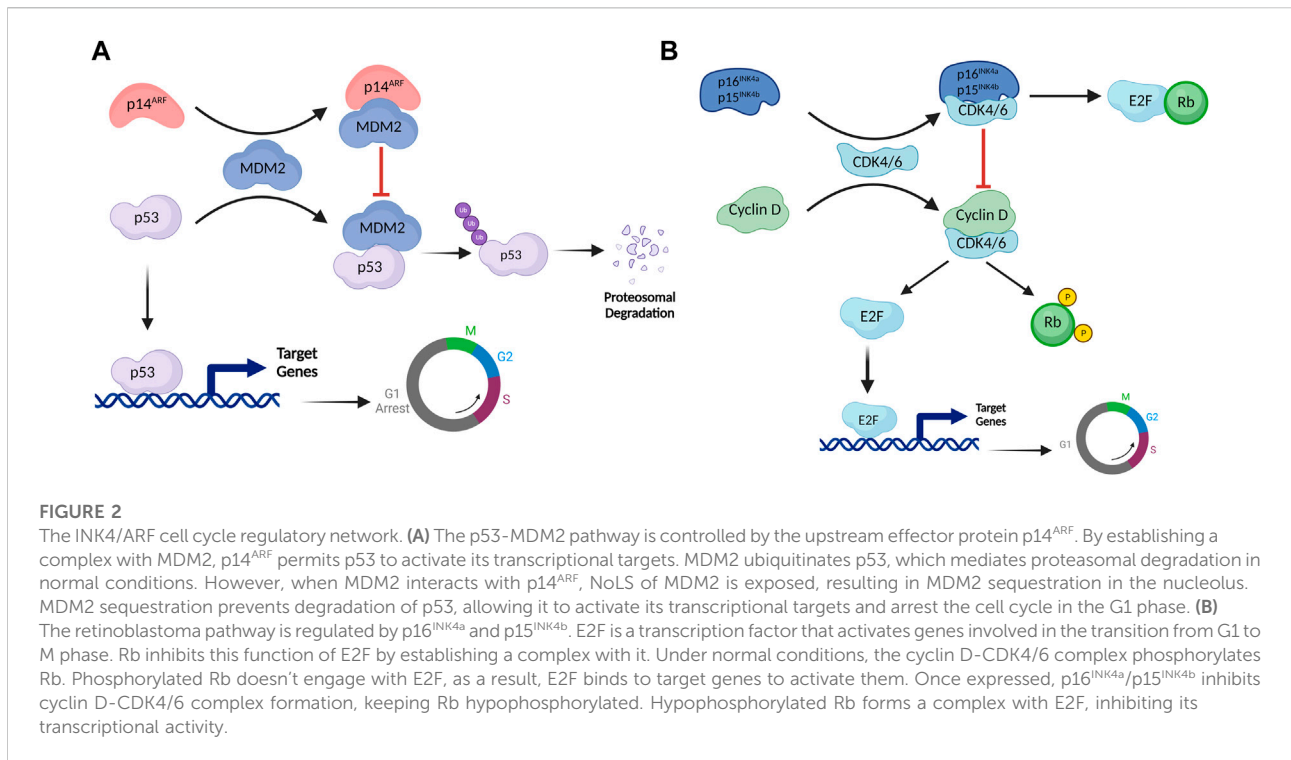 A
p14ARF
p14ARF
MDM2
MDM2
p53
MDM2
p53
Ub
Ub
Ub
p53
Proteosomal
Degradation
p53
Target
Genes
G1
Arrest
M
G2
S
B
p16INK4a
p15INK4b
p16INK4a
p15INK4b
CDK4/6
E2F
Rb
CDK4/6
Cyclin D
Cyclin D
CDK4/6
E2F
Rb
P
P
E2F
Target
Genes
G1
M
G2
S
FIGURE 2
The INK4/ARF cell cycle regulatory network. (A) The p53-MDM2 pathway is controlled by the upstream effector protein p14ARF. By establishing a
complex with MDM2, p14ARF permits p53 to activate its transcriptional targets. MDM2 ubiquitinates p53, which mediates proteasomal degradation in
normal conditions. However, when MDM2 interacts with p14ARF, NoLS of MDM2 is exposed, resulting in MDM2 sequestration in the nucleolus.
MDM2 sequestration prevents degradation of p53, allowing it to activate its transcriptional targets and arrest the cell cycle in the G1 phase. (B)
The retinoblastoma pathway is regulated by p16INK4a and p15INK4b. E2F is a transcription factor that activates genes involved in the transition from G1 to
M phase. Rb inhibits this function of E2F by establishing a complex with it. Under normal conditions, the cyclin D-CDK4/6 complex phosphorylates
Rb. Phosphorylated Rb doesn't engage with E2F, as a result, E2F binds to target genes to activate them. Once expressed, p16INK4a/p15INK4b inhibits
cyclin D-CDK4/6 complex formation, keeping Rb hypophosphorylated. Hypophosphorylated Rb forms a complex with E2F, inhibiting its
transcriptional activity.